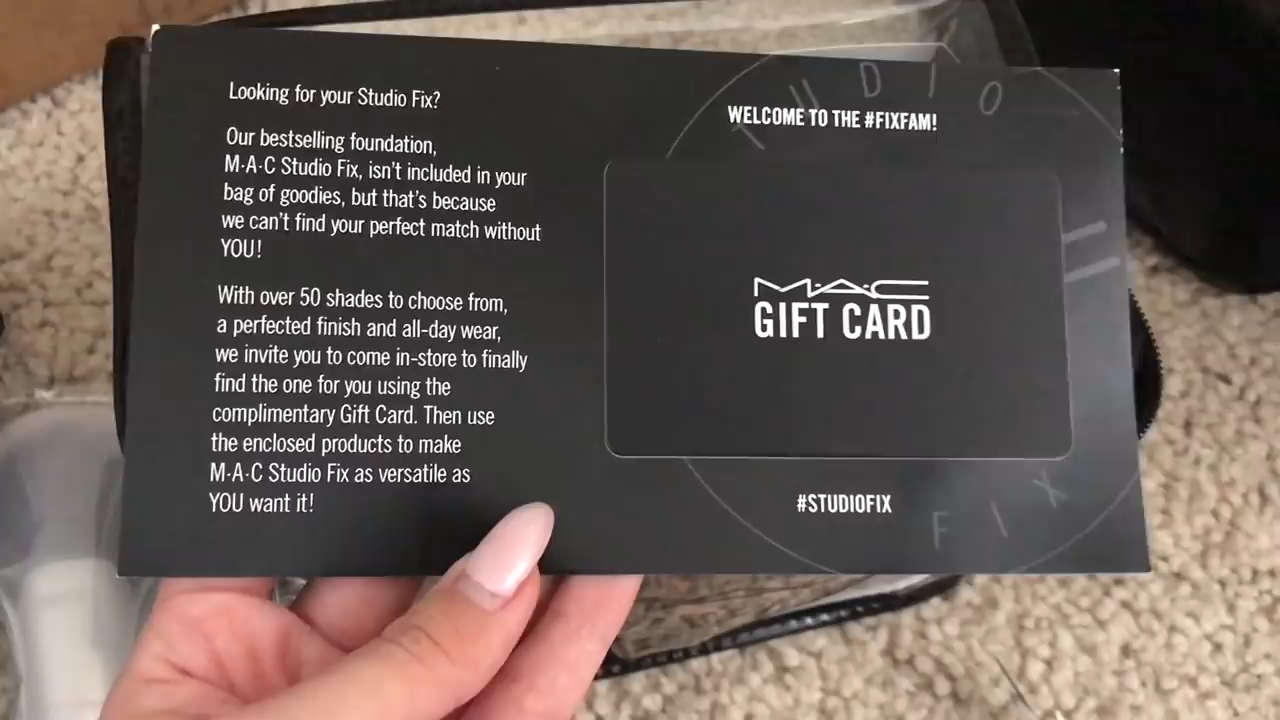 Looking for your Studio Fix?
Our bestselling foundation,
M·A·C Studio Fix, isn't included in your
bag of goodies, but that's because
we can't find your perfect match without
YOU!
With over 50 shades to choose from,
a perfected finish and all-day wear,
we invite you to come in-store to finally
find the one for you using the
complimentary Gift Card. Then use
the enclosed products to make
M·A·C Studio Fix as versatile as
YOU want it!
TUDIO
WELCOME TO THE #FIXFAM!
M·A·C
GIFT CARD
#STUDIOFIX
FIX